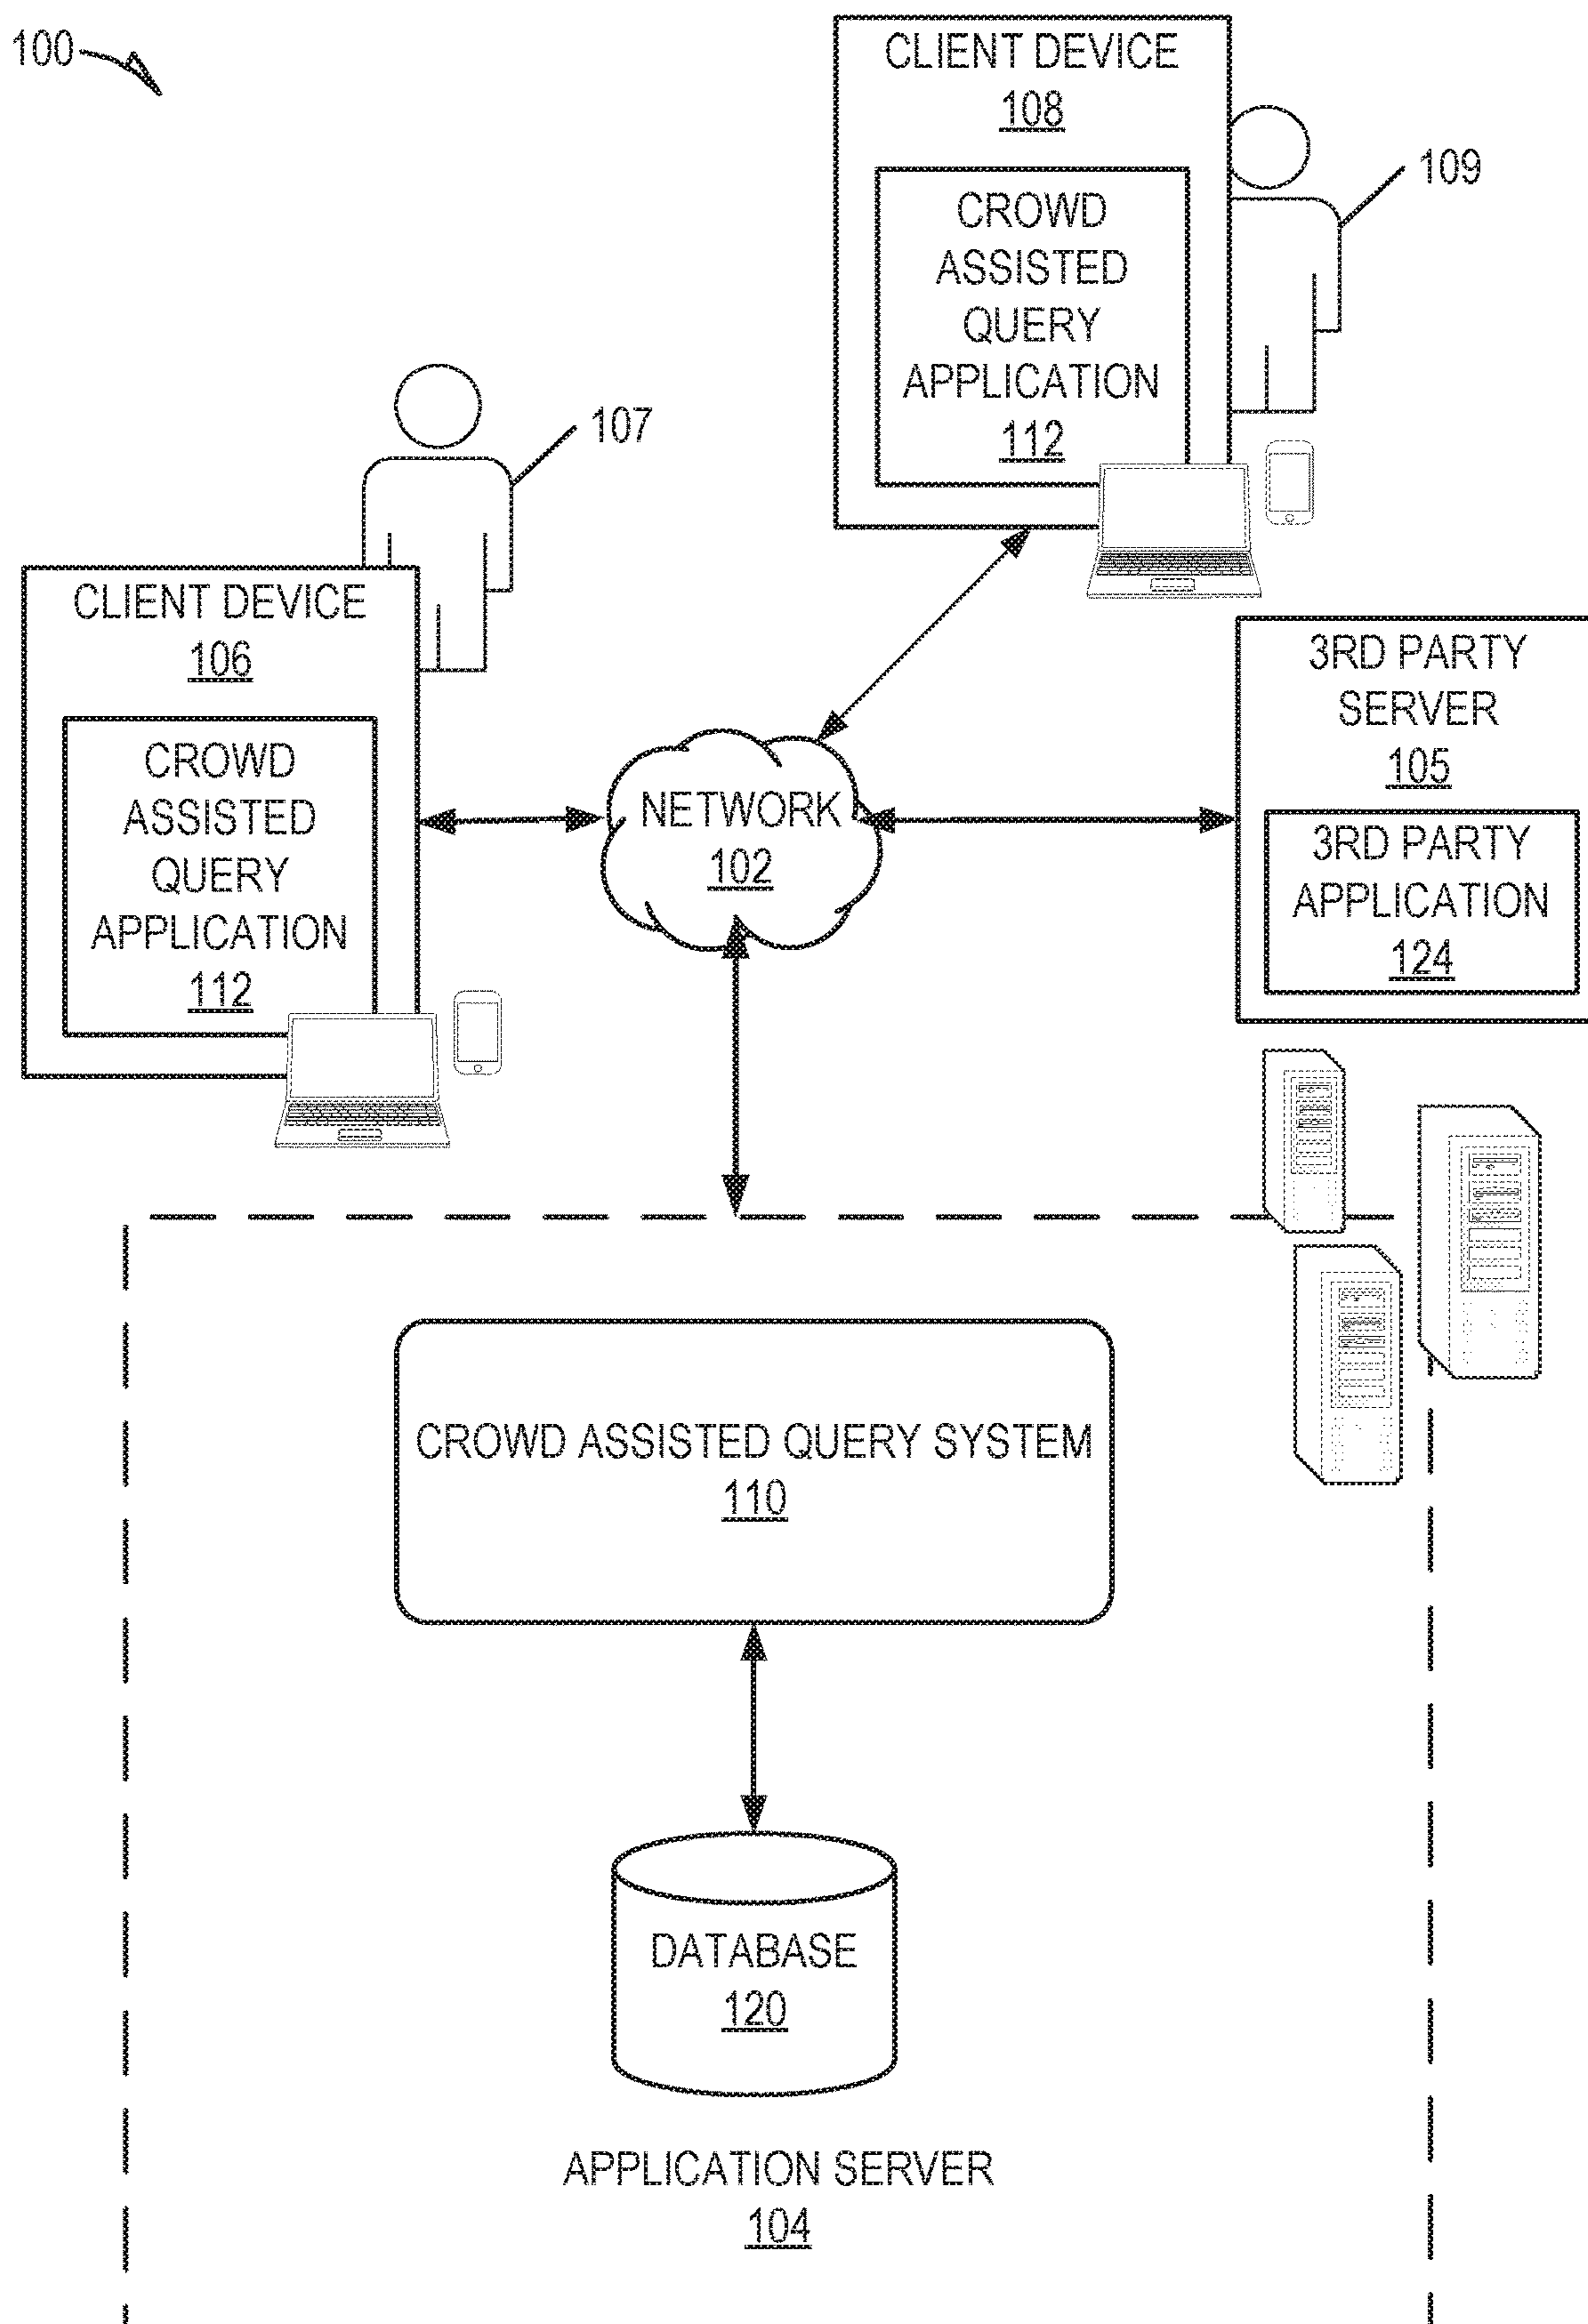 100
CLIENT DEVICE
108
CROWD
ASSISTED
QUERY
APPLICATION
112
109
107
CLIENT DEVICE
106
CROWD
ASSISTED
QUERY
APPLICATION
112
NETWORK
102
3RD PARTY
SERVER
105
3RD PARTY
APPLICATION
124
CROWD ASSISTED QUERY SYSTEM
110
DATABASE
120
APPLICATION SERVER
104